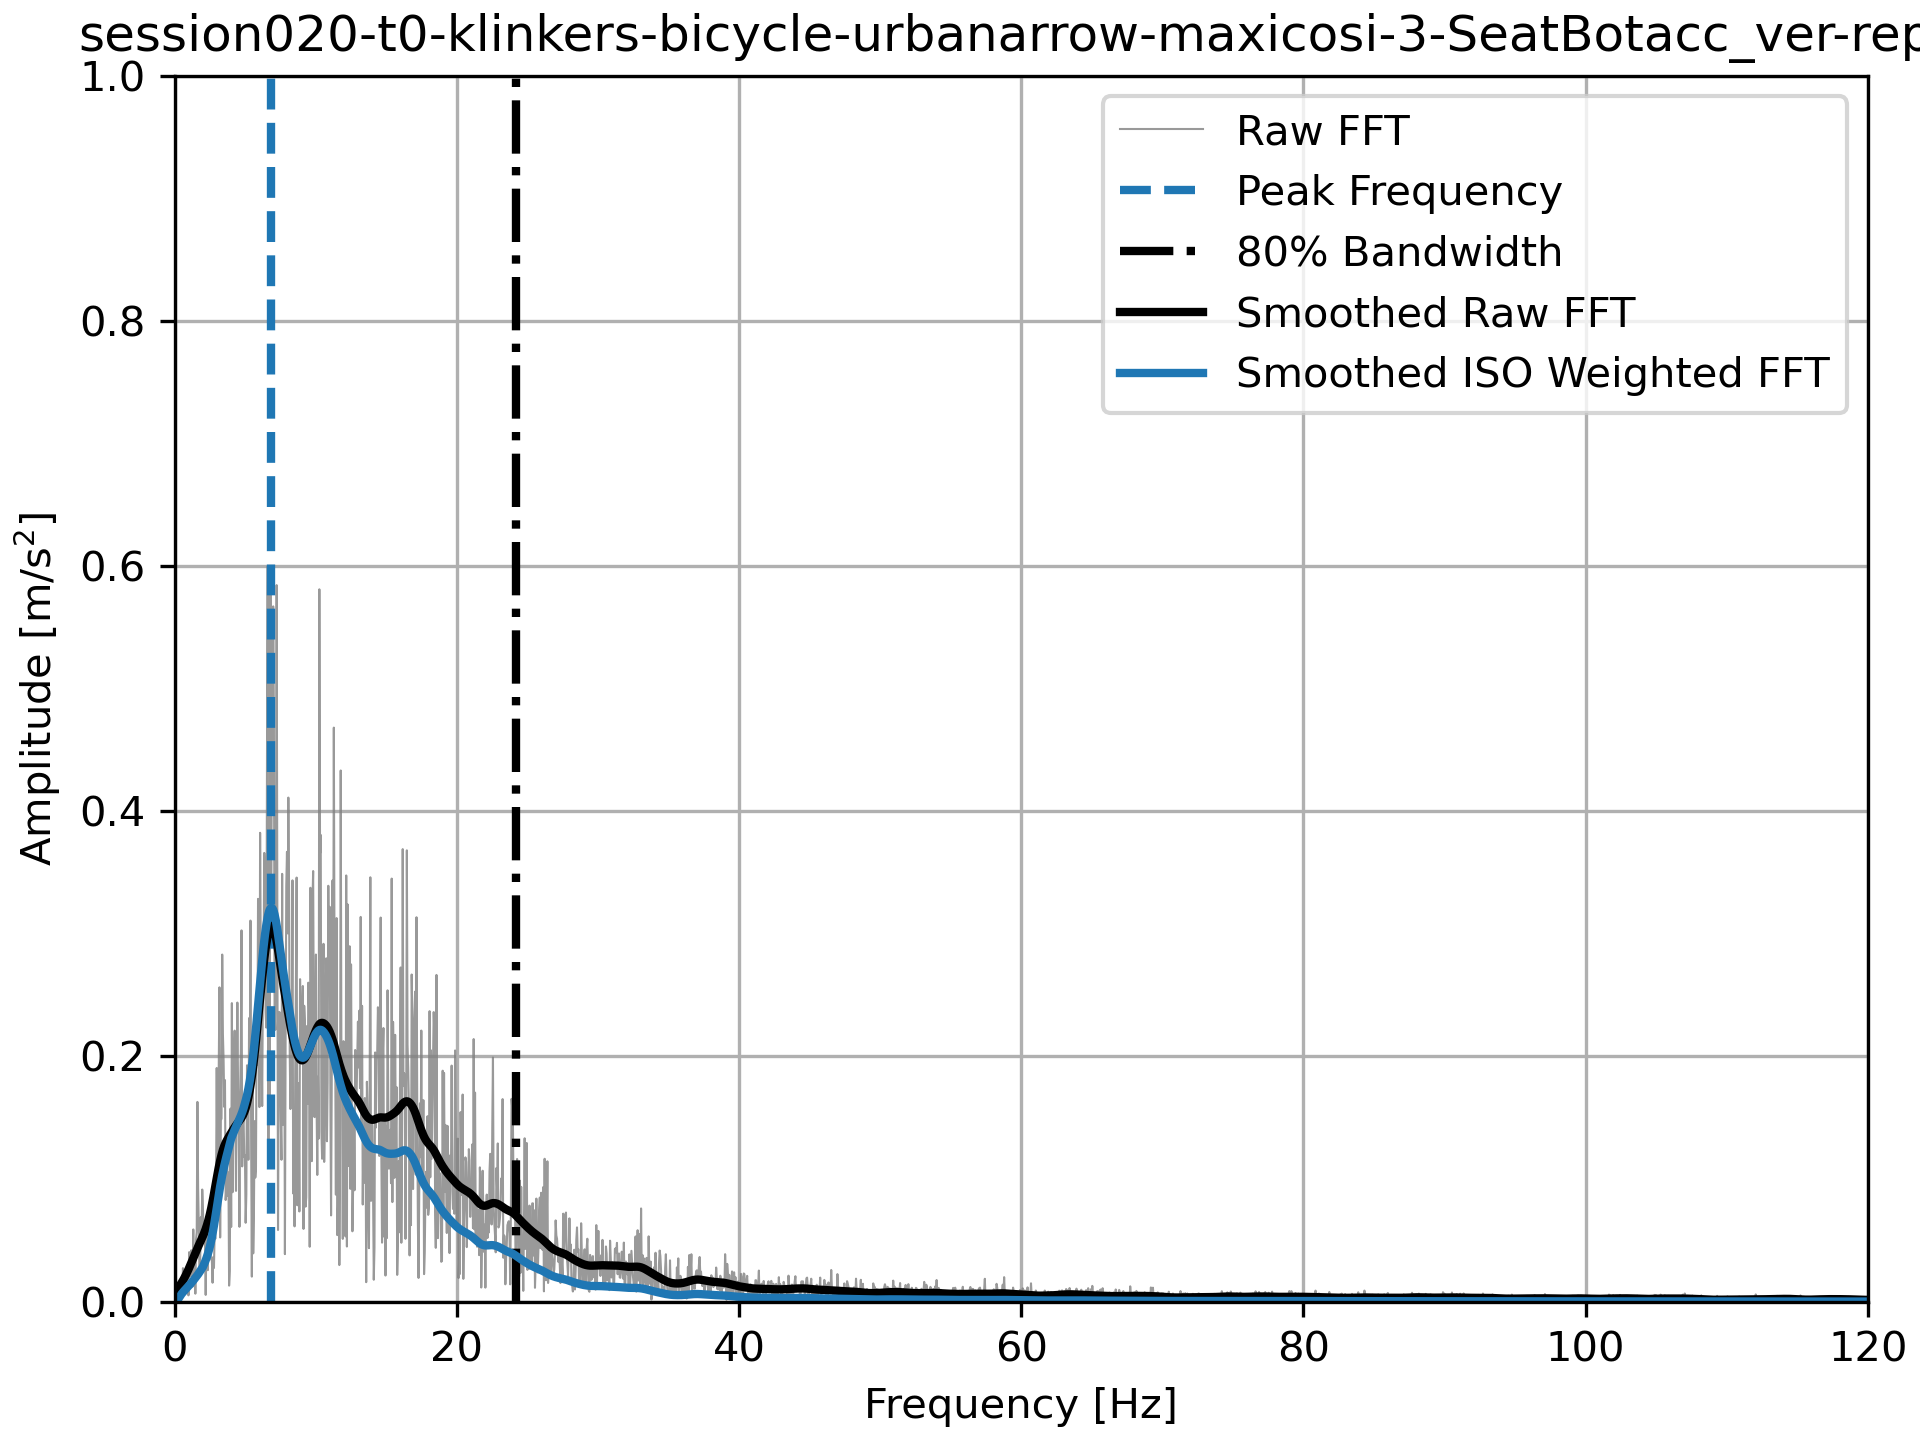 session020-t0-klinkers-bicycle-urbanarrow-maxicosi-3-SeatBotacc_ver-rep
1.0
0.8
0.6
0.4
0.2
0.0
Amplitude [m/s²]
Raw FFT
Peak Frequency
80% Bandwidth
Smoothed Raw FFT
Smoothed ISO Weighted FFT
0 20 40 60 80 100 120
Frequency [Hz]